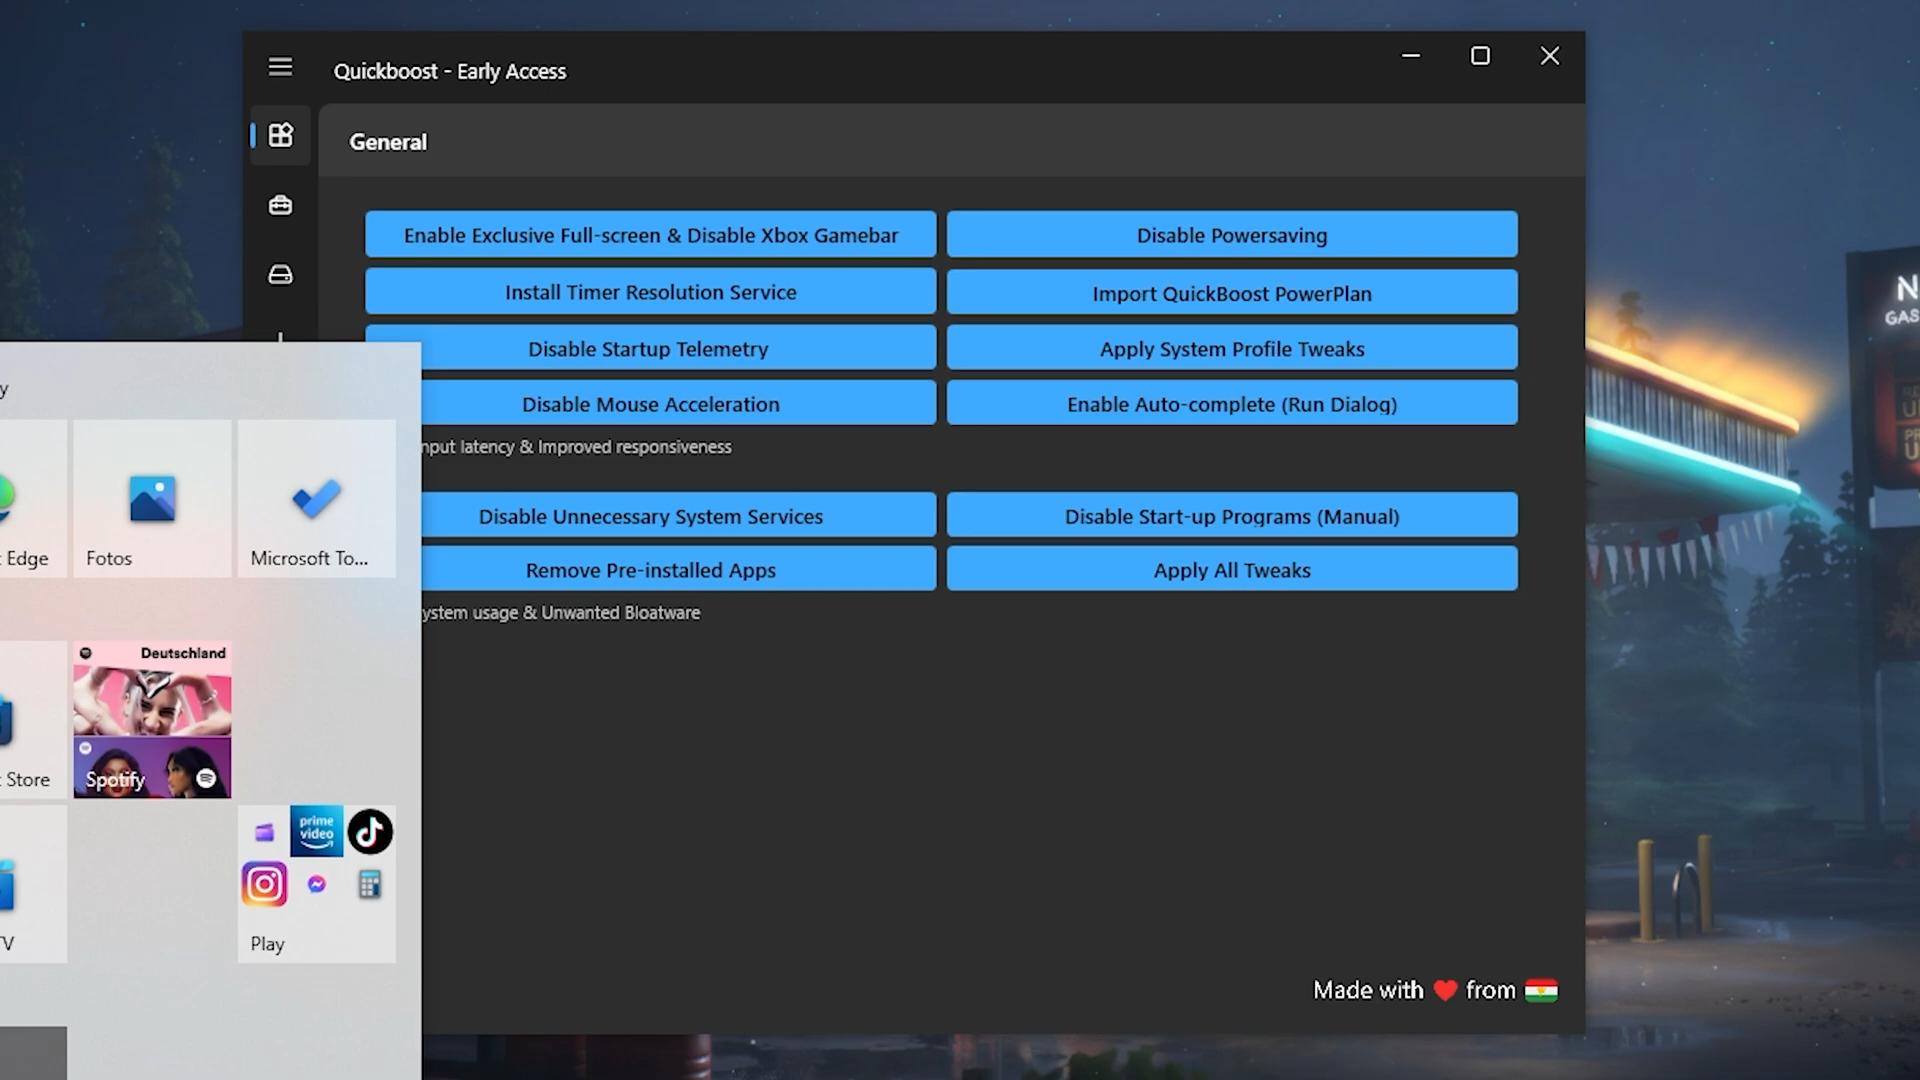 Quickboost - Early Access
General
Enable Exclusive Full-screen & Disable Xbox Gamebar
Disable Powersaving
Install Timer Resolution Service
Import QuickBoost PowerPlan
Disable Startup Telemetry
Apply System Profile Tweaks
Disable Mouse Acceleration
Enable Auto-complete (Run Dialog)
nput latency & Improved responsiveness
Disable Unnecessary System Services
Disable Start-up Programs (Manual)
Remove Pre-installed Apps
Apply All Tweaks
ystem usage & Unwanted Bloatware
Made with ❤ from
y
Edge
Fotos
Microsoft To...
Deutschland
Store
Spotify
prime
video
TV
Play
N
GAS